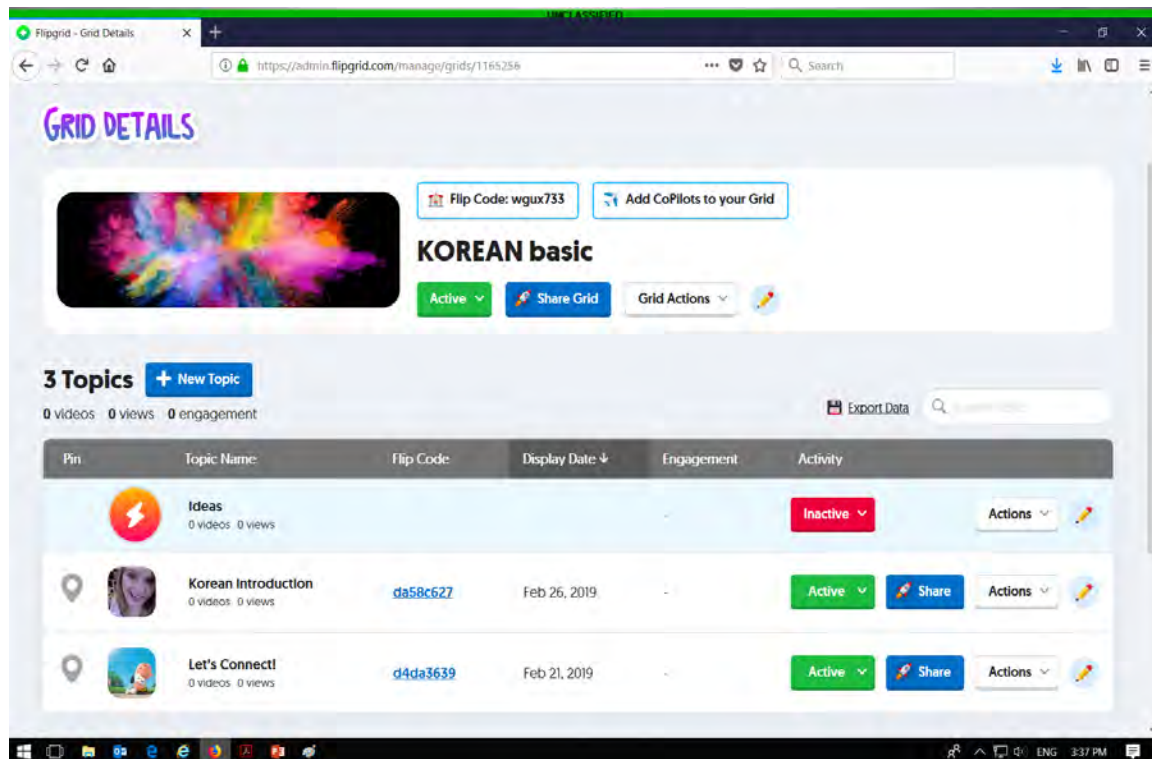 UNCLASSIFIED
Flipgrid - Grid Details
https://admin.flipgrid.com/manage/grids/1165256
Search
GRID DETAILS
Flip Code: wgux733
Add CoPilots to your Grid
KOREAN basic
Active
Share Grid
Grid Actions
3 Topics
+ New Topic
0 videos 0 views 0 engagement
Export Data
Pin Topic Name Flip Code Display Date ↓ Engagement Activity
Ideas
0 videos 0 views
-
Inactive
Actions
Korean Introduction
0 videos 0 views
da58c627
Feb 26, 2019
-
Active
Share
Actions
Let's Connect!
0 videos 0 views
d4da3639
Feb 21, 2019
-
Active
Share
Actions
ENG 3:37 PM